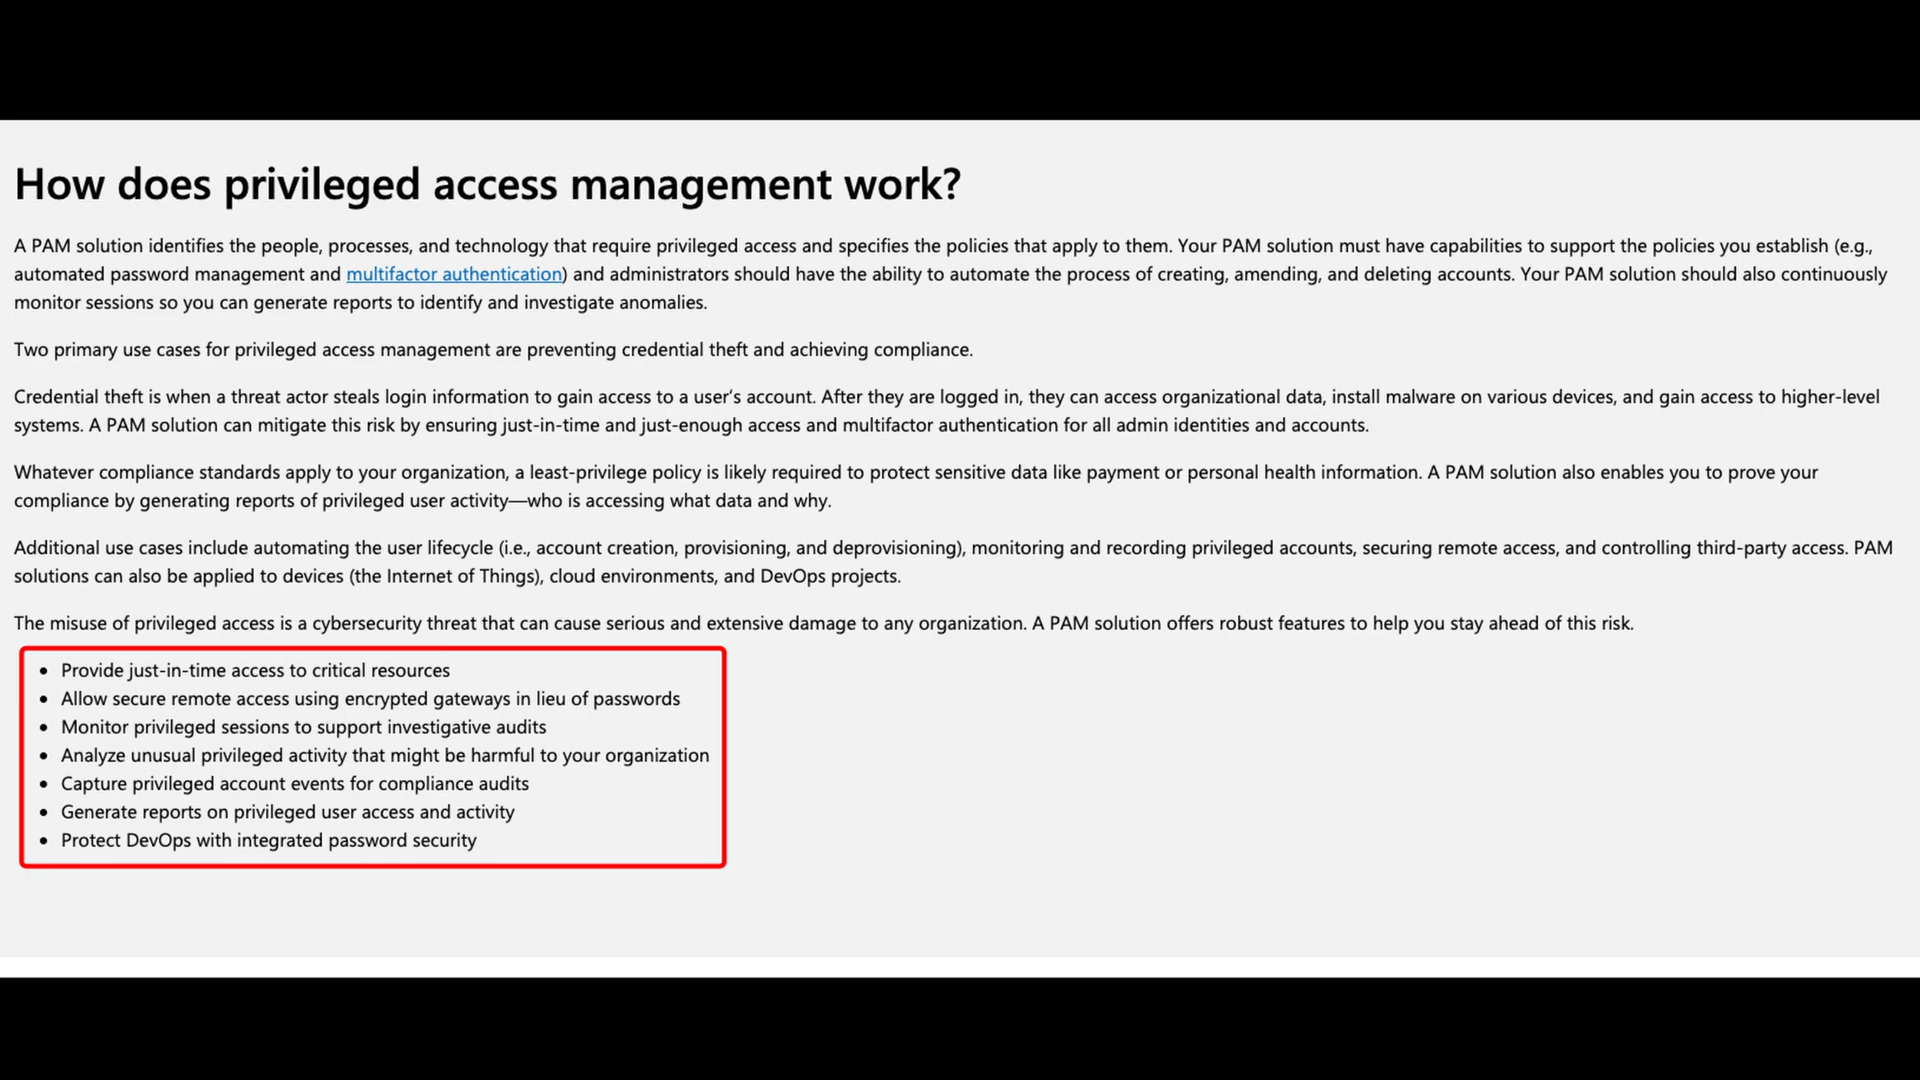 How does privileged access management work?
A PAM solution identifies the people, processes, and technology that require privileged access and specifies the policies that apply to them. Your PAM solution must have capabilities to support the policies you establish (e.g.,
automated password management and multifactor authentication) and administrators should have the ability to automate the process of creating, amending, and deleting accounts. Your PAM solution should also continuously
monitor sessions so you can generate reports to identify and investigate anomalies.
Two primary use cases for privileged access management are preventing credential theft and achieving compliance.
Credential theft is when a threat actor steals login information to gain access to a user’s account. After they are logged in, they can access organizational data, install malware on various devices, and gain access to higher-level
systems. A PAM solution can mitigate this risk by ensuring just-in-time and just-enough access and multifactor authentication for all admin identities and accounts.
Whatever compliance standards apply to your organization, a least-privilege policy is likely required to protect sensitive data like payment or personal health information. A PAM solution also enables you to prove your
compliance by generating reports of privileged user activity—who is accessing what data and why.
Additional use cases include automating the user lifecycle (i.e., account creation, provisioning, and deprovisioning), monitoring and recording privileged accounts, securing remote access, and controlling third-party access. PAM
solutions can also be applied to devices (the Internet of Things), cloud environments, and DevOps projects.
The misuse of privileged access is a cybersecurity threat that can cause serious and extensive damage to any organization. A PAM solution offers robust features to help you stay ahead of this risk.
• Provide just-in-time access to critical resources
• Allow secure remote access using encrypted gateways in lieu of passwords
• Monitor privileged sessions to support investigative audits
• Analyze unusual privileged activity that might be harmful to your organization
• Capture privileged account events for compliance audits
• Generate reports on privileged user access and activity
• Protect DevOps with integrated password security